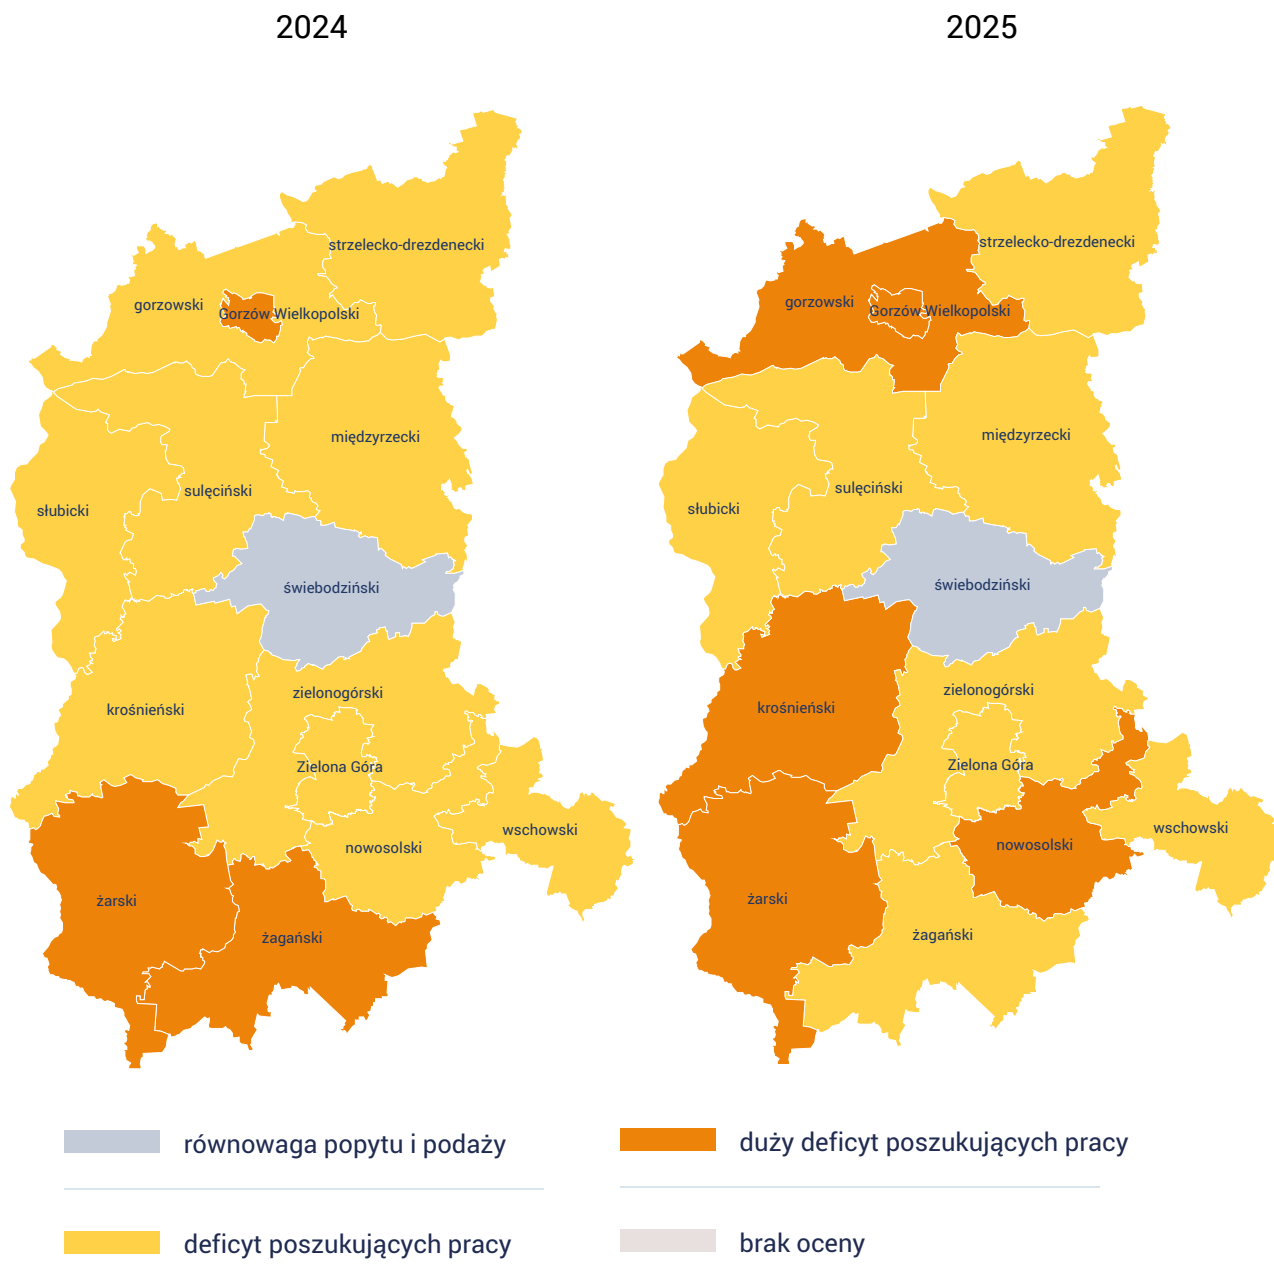 2024
strzelecko-drezdenecki
gorzowski
Gorzów Wielkopolski
międzyrzecki
sulęciński
słubicki
świebodziński
zielonogórski
krośnieński
Zielona Góra
wschowski
nowosolski
żarski
żagański
2025
strzelecko-drezdenecki
gorzowski
Gorzów Wielkopolski
międzyrzecki
sulęciński
słubicki
świebodziński
zielonogórski
krośnieński
Zielona Góra
wschowski
nowosolski
żarski
żagański
równowaga popytu i podaży
duży deficyt poszukujących pracy
deficyt poszukujących pracy
brak oceny